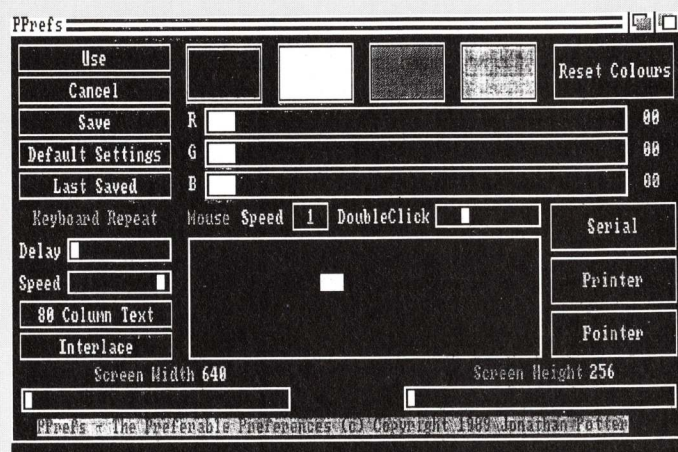 PPrefs
Use
Cancel
Save
Default Settings
Last Saved
Reset Colours
R 00
G 00
B 00
Keyboard Repeat
Delay
Speed
80 Column Text
Interlace
Mouse Speed 1 DoubleClick
Serial
Printer
Pointer
Screen Width 640
Screen Height 256
PPrefs - The Preferable Preferences (c) Copyright 1989 Jonathan Potter